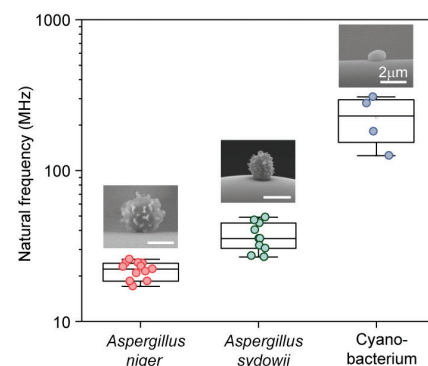 1000
2μm
Natural frequency (MHz)
100
10
Aspergillus
niger
Aspergillus
sydowii
Cyano-
bacterium